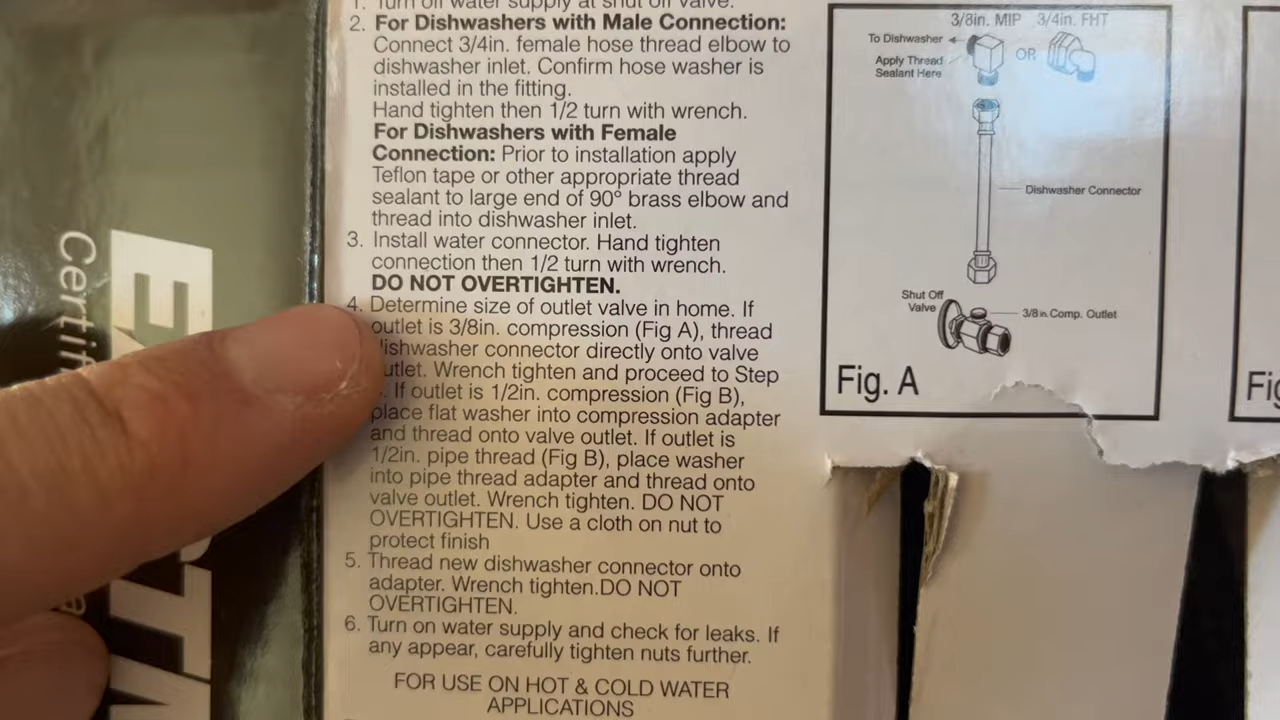 1. Turn off water supply at shut off valve.
2. For Dishwashers with Male Connection:
Connect 3/4in. female hose thread elbow to
dishwasher inlet. Confirm hose washer is
installed in the fitting.
Hand tighten then 1/2 turn with wrench.
For Dishwashers with Female
Connection: Prior to installation apply
Teflon tape or other appropriate thread
sealant to large end of 90° brass elbow and
thread into dishwasher inlet.
3. Install water connector. Hand tighten
connection then 1/2 turn with wrench.
DO NOT OVERTIGHTEN.
4. Determine size of outlet valve in home. If
outlet is 3/8in. compression (Fig A), thread
dishwasher connector directly onto valve
outlet. Wrench tighten and proceed to Step
If outlet is 1/2in. compression (Fig B),
place flat washer into compression adapter
and thread onto valve outlet. If outlet is
1/2in. pipe thread (Fig B), place washer
into pipe thread adapter and thread onto
valve outlet. Wrench tighten. DO NOT
OVERTIGHTEN. Use a cloth on nut to
protect finish
5. Thread new dishwasher connector onto
adapter. Wrench tighten.DO NOT
OVERTIGHTEN.
6. Turn on water supply and check for leaks. If
any appear, carefully tighten nuts further.
FOR USE ON HOT & COLD WATER
APPLICATIONS
3/8in. MIP 3/4in. FHT
To Dishwasher
OR
Apply Thread
Sealant Here
Dishwasher Connector
Shut Off
Valve
3/8in. Comp. Outlet
Fig. A